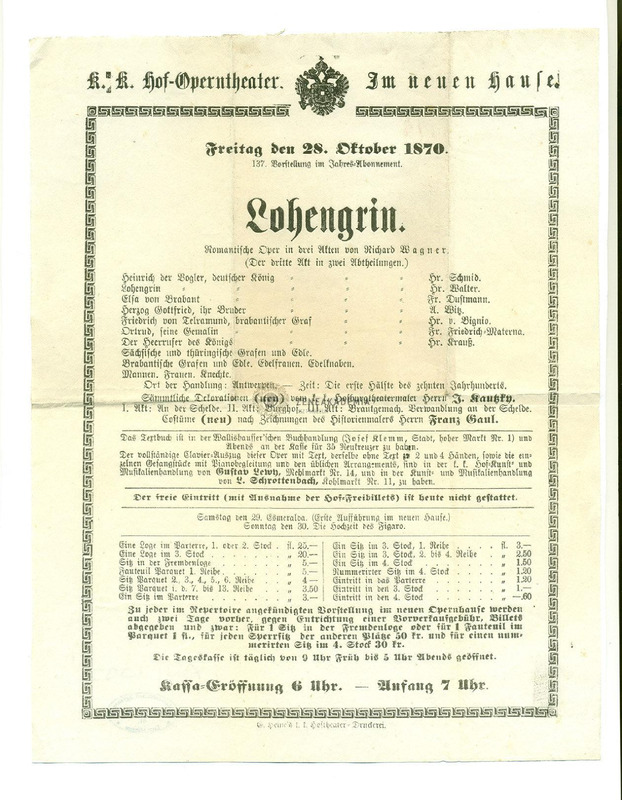 K. K. Hof-Operntheater. Im neuen Hause.
Freitag den 28. Oktober 1870.
137. Vorstellung im Jahres-Abonnement.
Lohengrin.
Romantische Oper in drei Akten von Richard Wagner.
(Der dritte Akt in zwei Abtheilungen.)
Heinrich der Vogler, deutscher König " " " Hr. Schmid.
Lohengrin " " " " Hr. Walter.
Elsa von Brabant " " " " Fr. Dustmann.
Herzog Gottfried, ihr Bruder " " " A. Witz.
Friedrich von Telramund, brabantischer Graf " " Hr. v. Bignio.
Ortrud, seine Gemalin " " " Fr. Friedrich-Materna.
Der Heerrufer des Königs " " " Hr. Krauß.
Sächsische und thüringische Grafen und Edle.
Brabantische Grafen und Edle. Edelfrauen. Edelknaben.
Mannen. Frauen. Knechte.
Ort der Handlung: Antwerpen. — Zeit: Die erste Hälfte des zehnten Jahrhunderts.
Sämmtliche Dekorationen (neu) vom k. k. Hofburgtheatermaler Herrn J. Kautzky.
ZENEAKADÉMIA
I. Akt: An der Schelde. II. Akt: Burghof. III. Akt: Brautgemach. Verwandlung an der Schelde.
Costüme (neu) nach Zeichnungen des Historienmalers Herrn Franz Gaul.
Das Textbuch ist in der Wallishausser'schen Buchhandlung (Josef Klemm, Stadt, hoher Markt Nr. 1) und
Abends an der Kasse für 35 Neukreuzer zu haben.
Der vollständige Clavier-Auszug dieser Oper mit Text, derselbe ohne Text à 2 und 4 Händen, sowie die ein-
zelnen Gesangstücke mit Pianobegleitung und den üblichen Arrangements, sind in der k. k. Hof-Kunst- und
Musikalienhandlung von Gustav Lewy, Mehlmarkt Nr. 14, und in der Kunst- und Musikalienhandlung
von L. Schrottenbach, Kohlmarkt Nr. 11, zu haben.
Der freie Eintritt (mit Ausnahme der Hof-Freibillets) ist heute nicht gestattet.
Samstag den 29. Esmeralda. (Erste Aufführung im neuen Hause.)
Sonntag den 30. Die Hochzeit des Figaro.
Eine Loge im Parterre, 1. oder 2. Stock . fl. 25.—
Eine Loge im 3. Stock . . . . . „ 20.—
Sitz in der Fremdenloge . . . . „ 5.—
Fauteuil Parquet 1. Reihe . . . . „ 5.—
Sitz Parquet 2., 3., 4., 5., 6. Reihe . . „ 4.—
Sitz Parquet i. d. 7. bis 13. Reihe . . „ 3.50
Ein Sitz im Parterre . . . . . „ 3.—
Ein Sitz im 3. Stock, 1. Reihe . . . . fl. 3.—
Ein Sitz im 3. Stock, 2. bis 4. Reihe . . „ 2.50
Ein Sitz im 4. Stock . . . . . „ 1.50
Numerirter Sitz im 4. Stock . . . . „ 1.20
Eintritt in das Parterre . . . . „ 1.20
Eintritt in den 3. Stock . . . . „ 1.—
Eintritt in den 4. Stock . . . . „ —.60
Zu jeder im Repertoire angekündigten Vorstellung im neuen Opernhause werden
auch zwei Tage vorher, gegen Entrichtung einer Vorverkaufsgebühr, Billets
abgegeben und zwar: Für 1 Sitz in der Fremdenloge oder für 1 Fauteuil im
Parquet 1 fl., für jeden Sperrsitz der anderen Plätze 50 kr. und für einen num-
merirten Sitz im 4. Stock 30 kr.
Die Tageskasse ist täglich von 9 Uhr Früh bis 5 Uhr Abends geöffnet.
Kassa-Eröffnung 6 Uhr. — Anfang 7 Uhr.
k. k. Hoftheater-Druckerei.